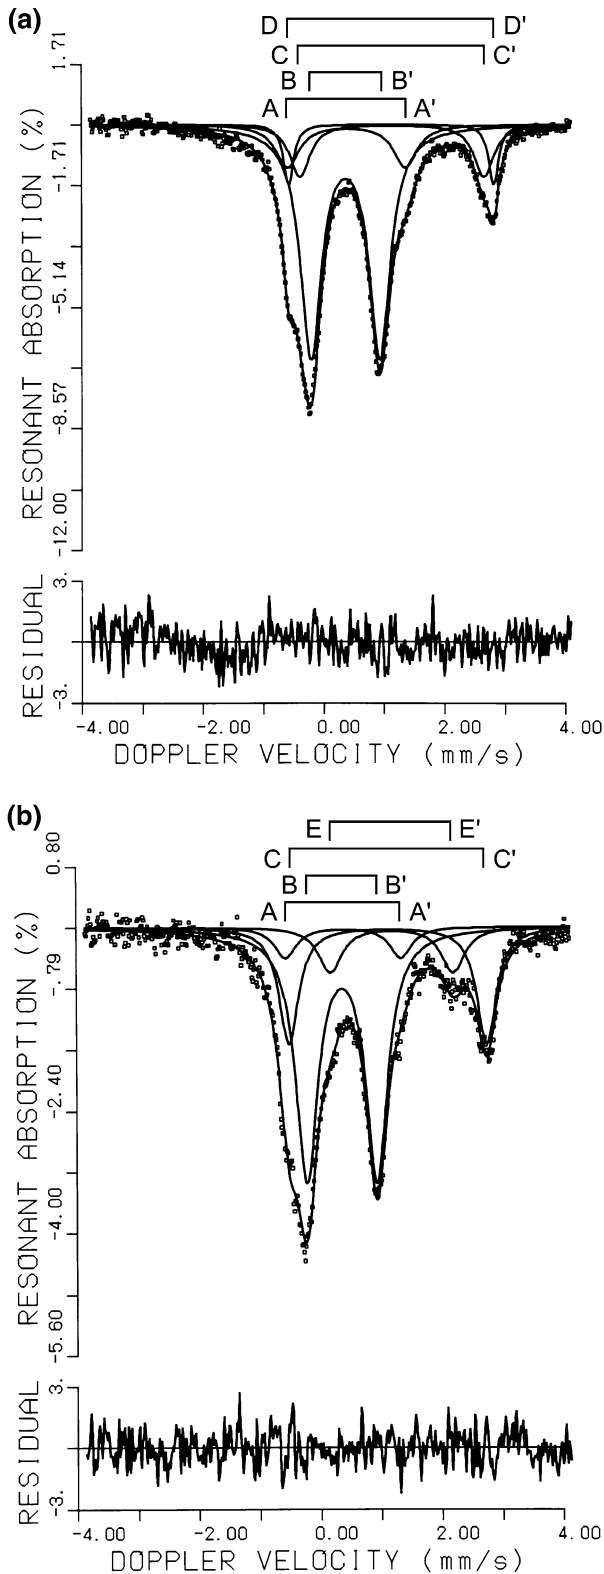 (a)
D D'
C C'
B B'
A A'
1.71
-1.71
-5.14
-8.57
-12.00
RESONANT ABSORPTION (%)
3.
-3.
RESIDUAL
-4.00 -2.00 0.00 2.00 4.00
DOPPLER VELOCITY (mm/s)
(b)
E E'
C C'
B B'
A A'
0.80
-.79
-2.40
-4.00
-5.60
RESONANT ABSORPTION (%)
3.
-3.
RESIDUAL
-4.00 -2.00 0.00 2.00 4.00
DOPPLER VELOCITY (mm/s)